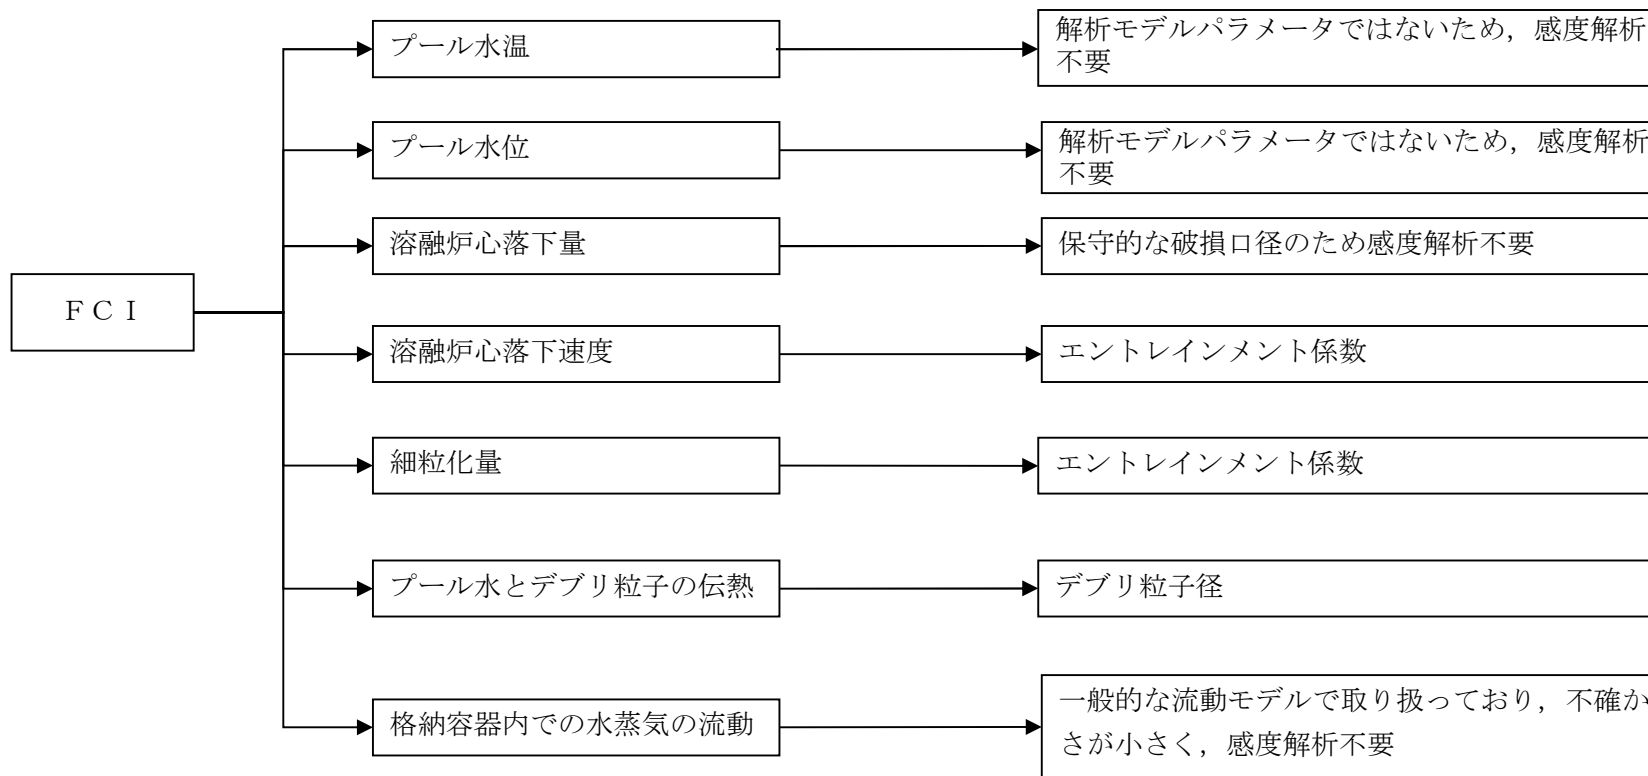 プール水温
解析モデルパラメータではないため，感度解析
不要
プール水位
解析モデルパラメータではないため，感度解析
不要
溶融炉心落下量
保守的な破損口径のため感度解析不要
ＦＣＩ
溶融炉心落下速度
エントレインメント係数
細粒化量
エントレインメント係数
プール水とデブリ粒子の伝熱
デブリ粒子径
格納容器内での水蒸気の流動
一般的な流動モデルで取り扱っており，不確か
さが小さく，感度解析不要